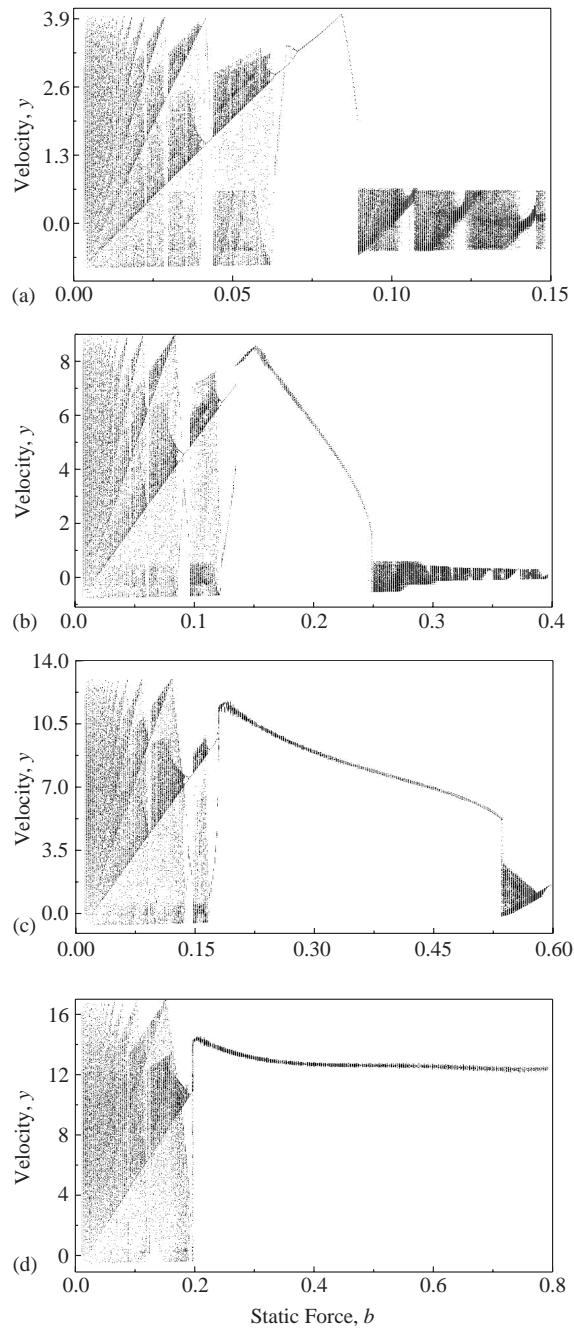 3.9
2.6
1.3
0.0
Velocity, y
(a)
0.00 0.05 0.10 0.15
8
6
4
2
0
Velocity, y
(b)
0.0 0.1 0.2 0.3 0.4
14.0
10.5
7.0
3.5
0.0
Velocity, y
(c)
0.00 0.15 0.30 0.45 0.60
16
12
8
4
0
Velocity, y
(d)
0.0 0.2 0.4 0.6 0.8
Static Force, b